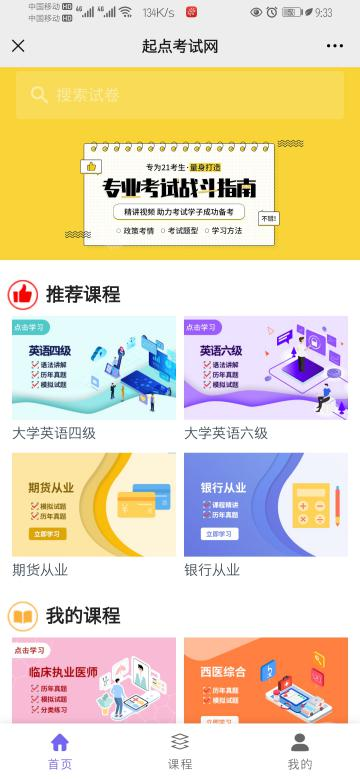 中国移动 HD 4G 4G 134K/s 9:33
中国移动 HD
起点考试网
搜索试卷
专为21考生·量身打造
专业考试战斗指南
精讲视频 助力考试学子成功备考
不错!
政策考情 考试题型 学习方法
推荐课程
点击学习
英语四级
语法讲解
历年真题
模拟试题
大学英语四级
点击学习
英语六级
语法讲解
历年真题
模拟试题
大学英语六级
期货从业
模拟试题
历年真题
立即学习
期货从业
银行从业
课程精讲
历年真题
立即学习
银行从业
我的课程
点击学习
临床执业医师
历年真题
模拟试题
分类练习
西医综合
历年真题
模拟试题
立即学习
首页 课程 我的